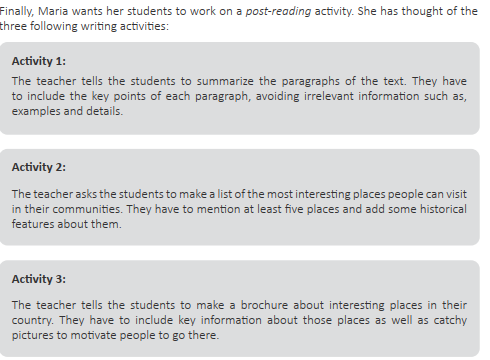 Finally, Maria wants her students to work on a post-reading activity. She has thought of the
three following writing activities:
Activity 1:
The teacher tells the students to summarize the paragraphs of the text. They have
to include the key points of each paragraph, avoiding irrelevant information such as,
examples and details.
Activity 2:
The teacher asks the students to make a list of the most interesting places people can visit
in their communities. They have to mention at least five places and add some historical
features about them.
Activity 3:
The teacher tells the students to make a brochure about interesting places in their
country. They have to include key information about those places as well as catchy
pictures to motivate people to go there.